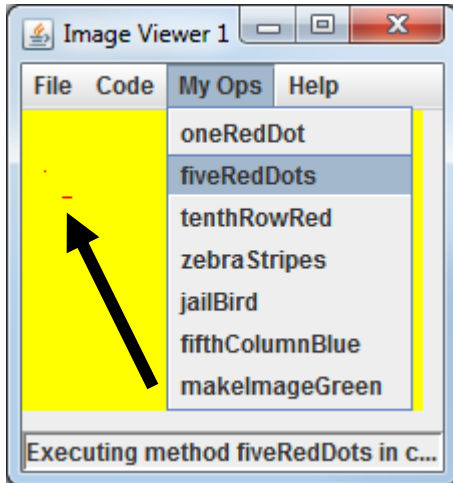 Image Viewer 1
File Code My Ops Help
oneRedDot
fiveRedDots
tenthRowRed
zebraStripes
jailBird
fifthColumnBlue
makeImageGreen
Executing method fiveRedDots in c...